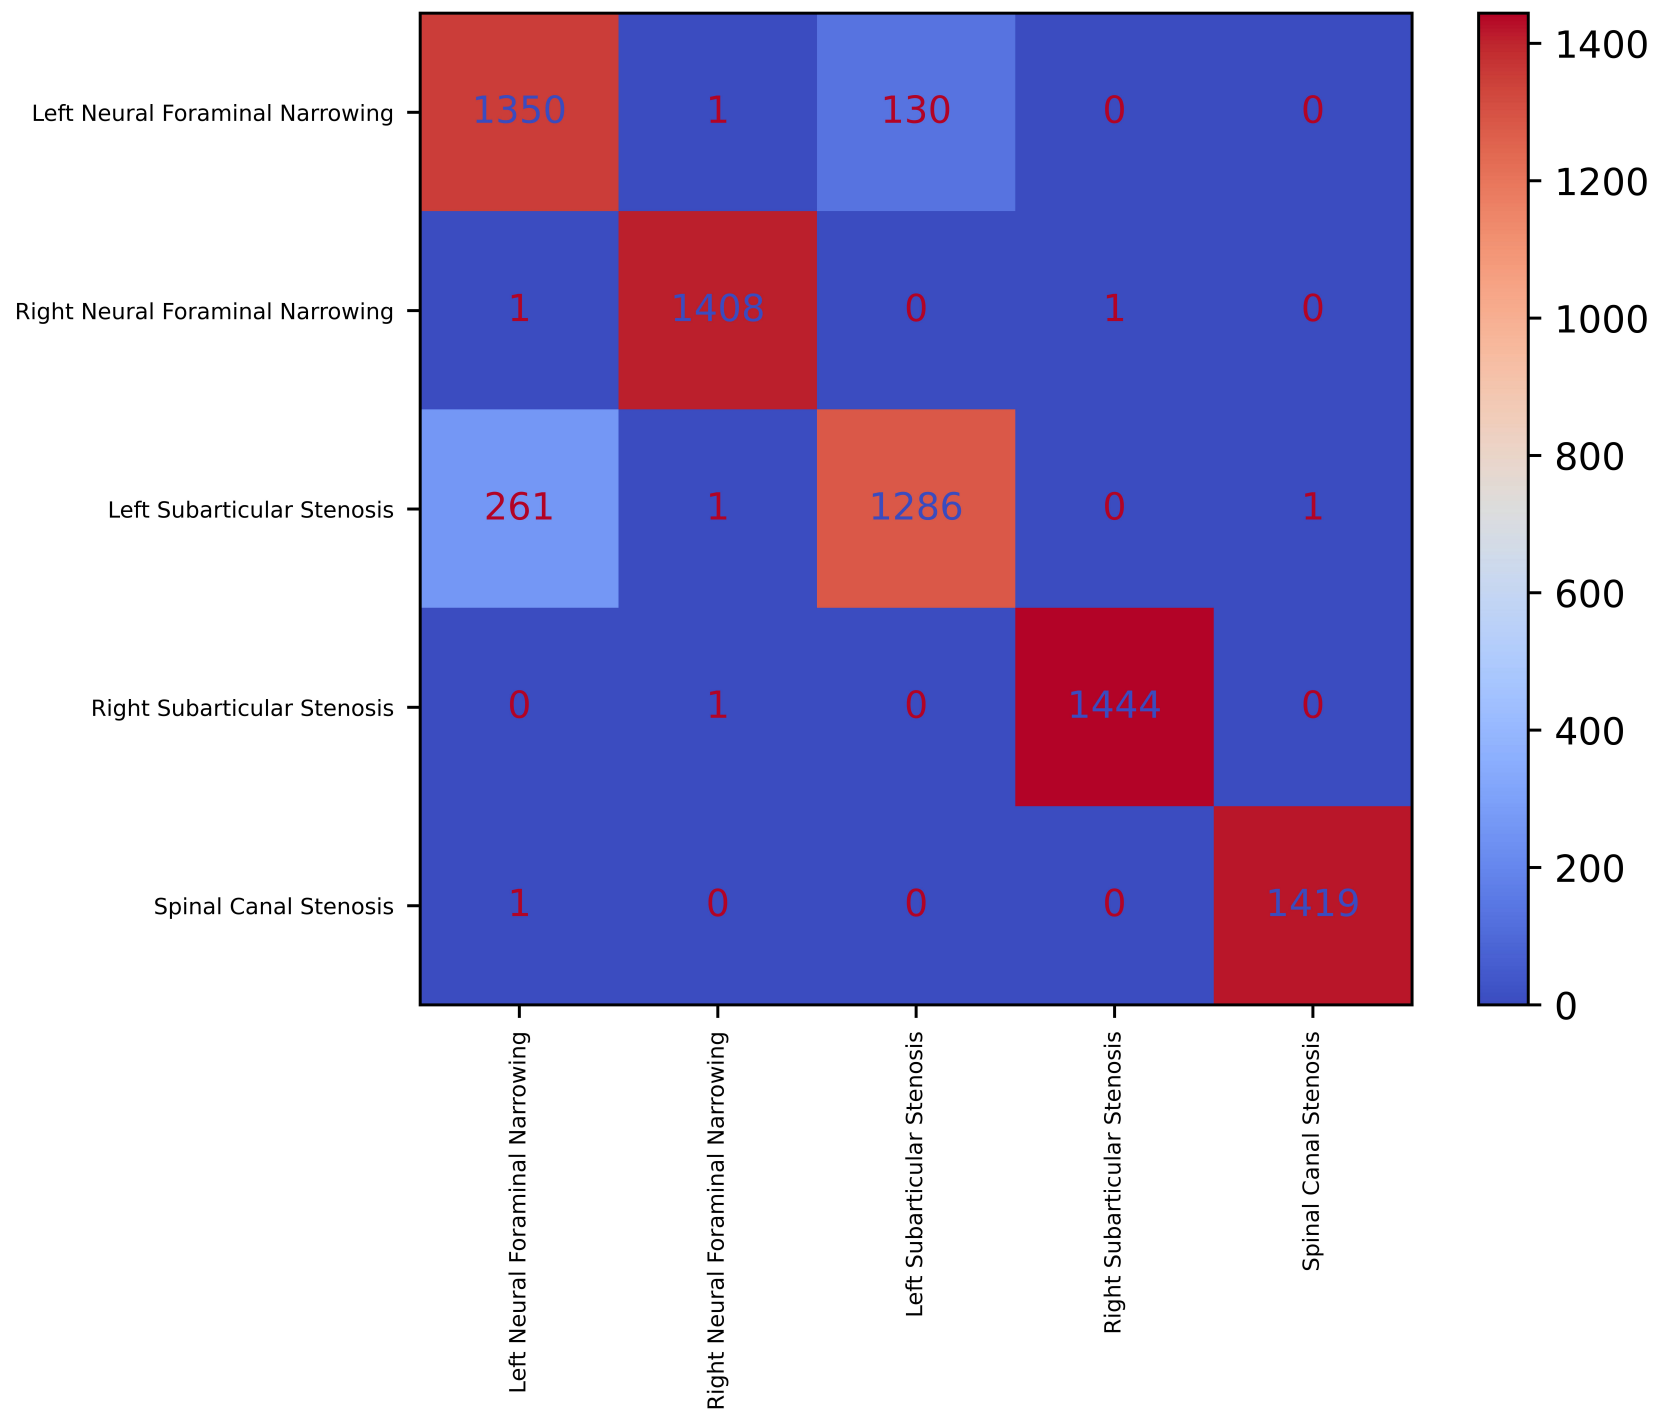 Left Neural Foraminal Narrowing 1350 1 130 0 0
Right Neural Foraminal Narrowing 1 1408 0 1 0
Left Subarticular Stenosis 261 1 1286 0 1
Right Subarticular Stenosis 0 1 0 1444 0
Spinal Canal Stenosis 1 0 0 0 1419
Left Neural Foraminal Narrowing
Right Neural Foraminal Narrowing
Left Subarticular Stenosis
Right Subarticular Stenosis
Spinal Canal Stenosis
1400
1200
1000
800
600
400
200
0